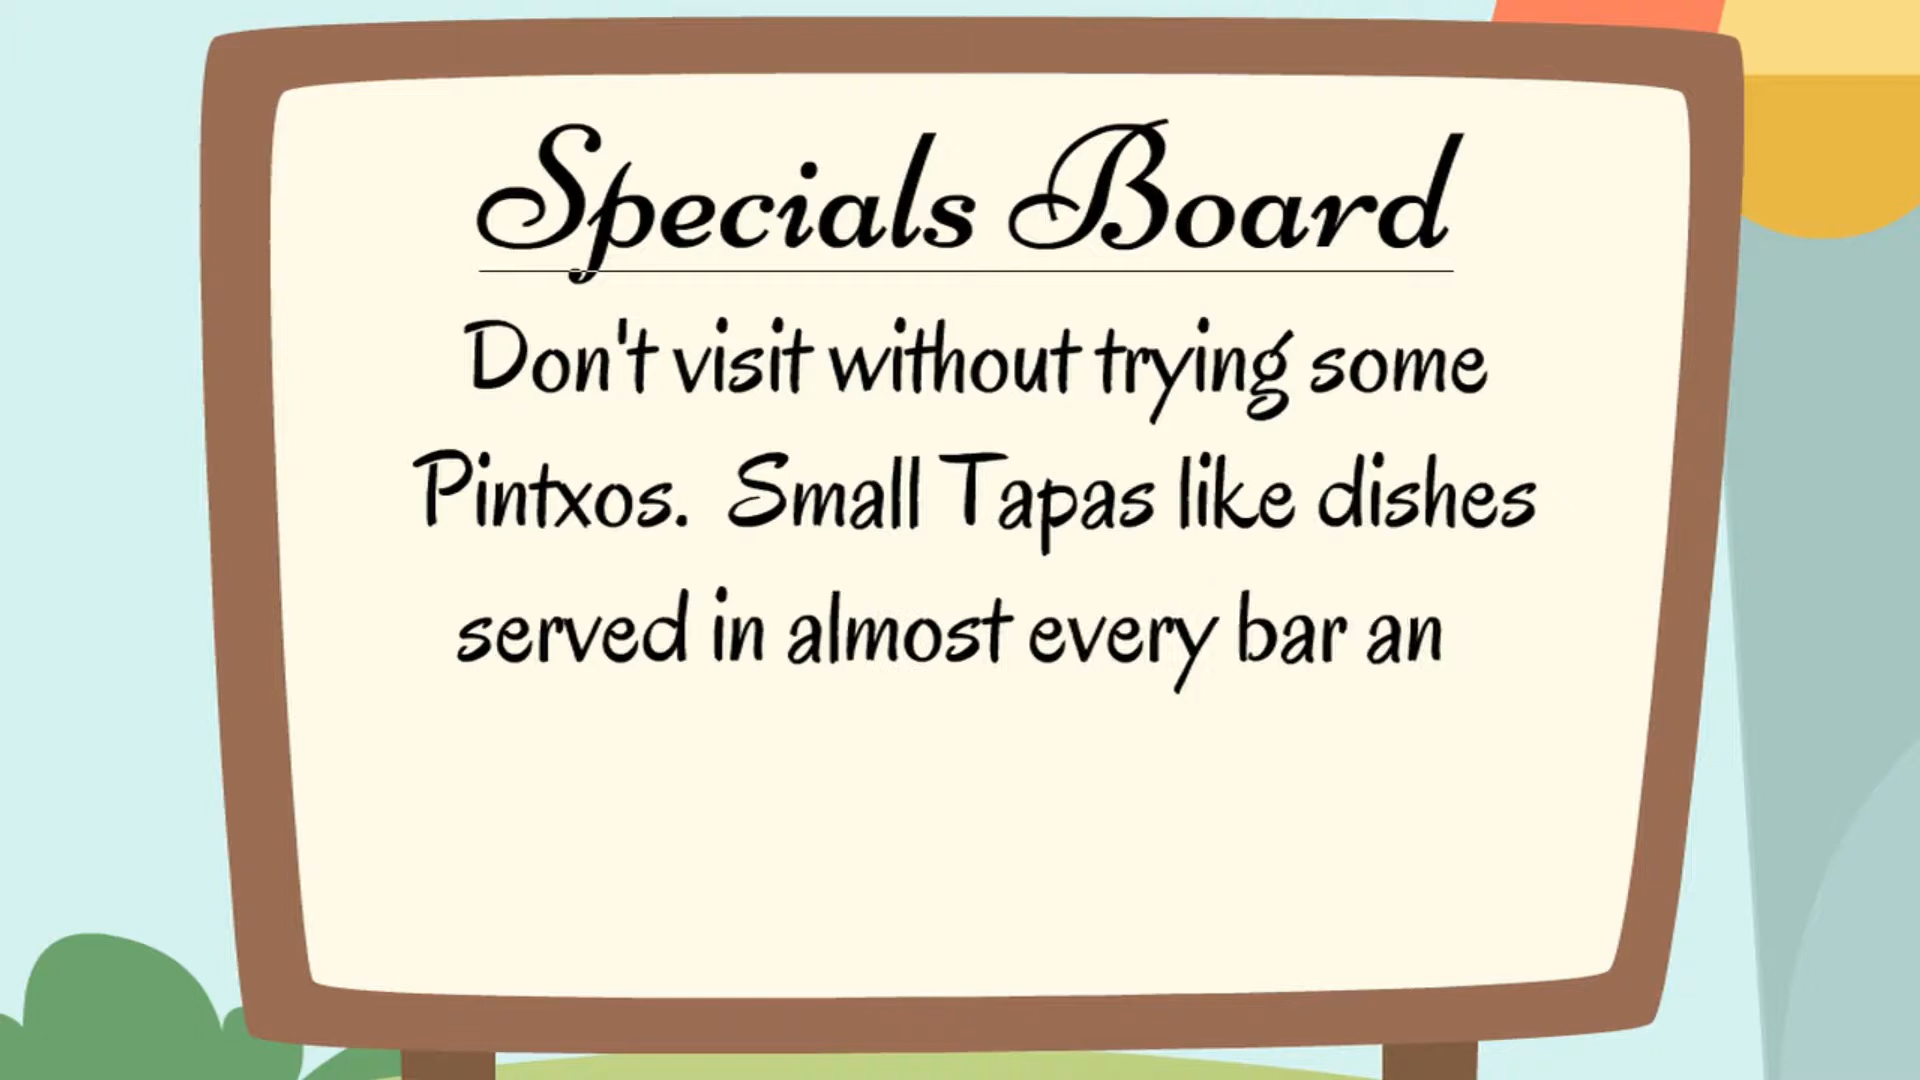 Specials Board
Don't visit without trying some
Pintxos.  Small Tapas like dishes
served in almost every bar an